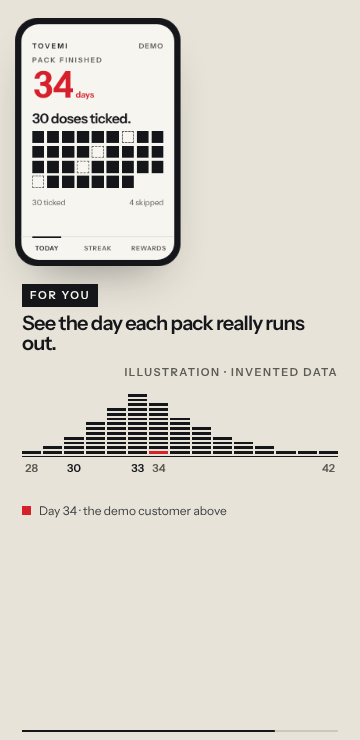 TOVEMI DEMO
PACK FINISHED
34 days
30 doses ticked.
30 ticked 4 skipped
TODAY STREAK REWARDS
FOR YOU
See the day each pack really runs
out.
ILLUSTRATION · INVENTED DATA
28 30 33 34 42
Day 34 · the demo customer above